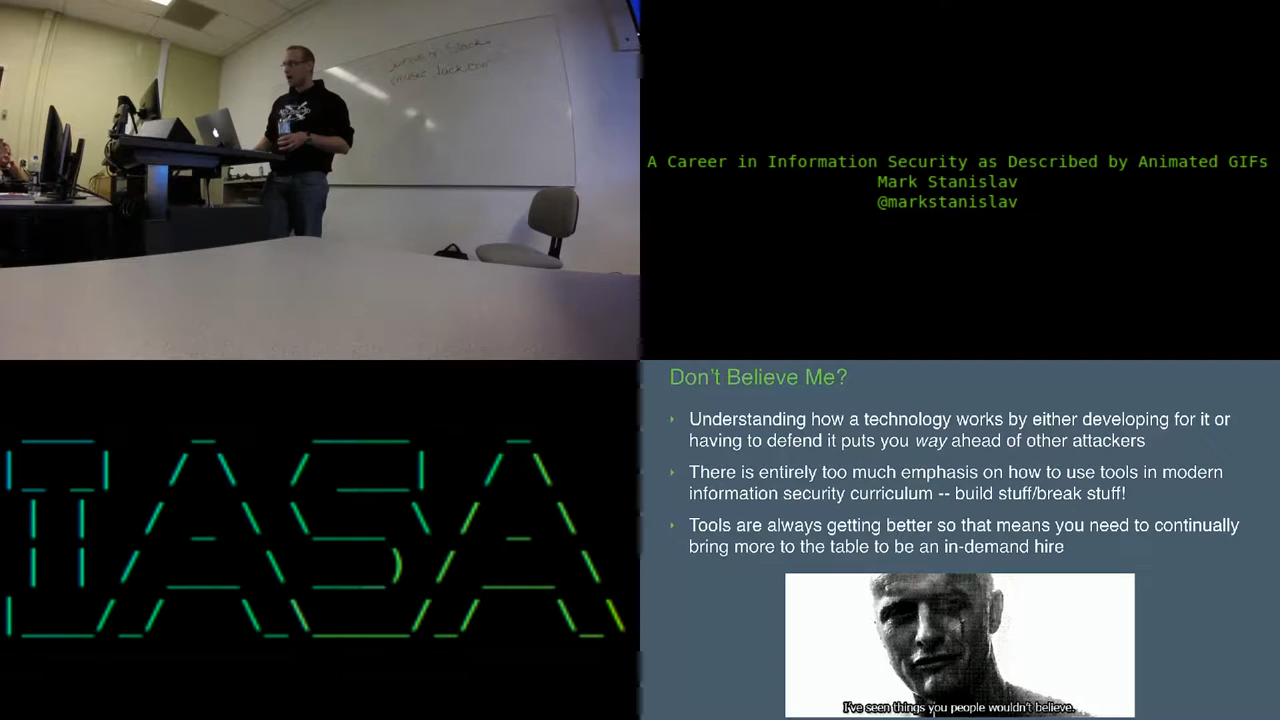 A Career in Information Security as Described by Animated GIFs
Mark Stanislav
@markstanislav
IASA
Don't Believe Me?
Understanding how a technology works by either developing for it or
having to defend it puts you way ahead of other attackers
There is entirely too much emphasis on how to use tools in modern
information security curriculum -- build stuff/break stuff!
Tools are always getting better so that means you need to continually
bring more to the table to be an in-demand hire
I've seen things you people wouldn't believe.